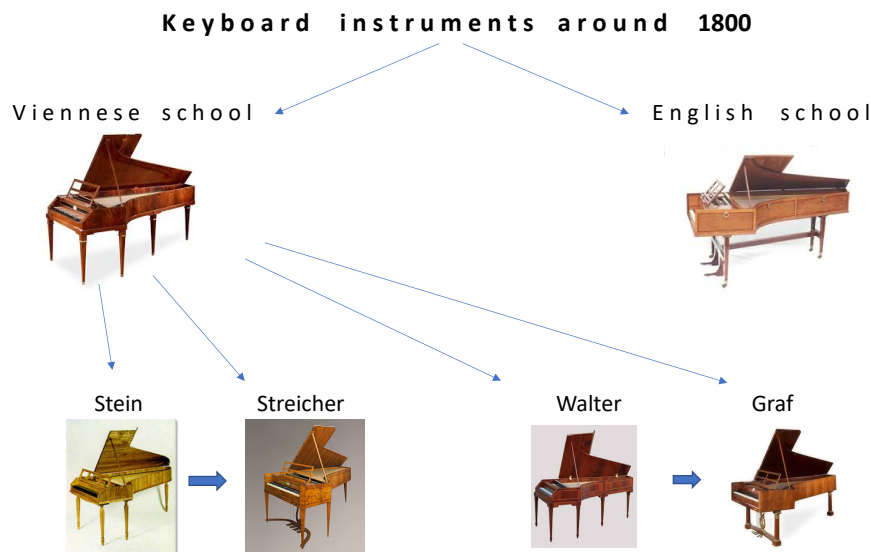 Keyboard instruments around 1800
Viennese school
English school
Stein
Streicher
Walter
Graf